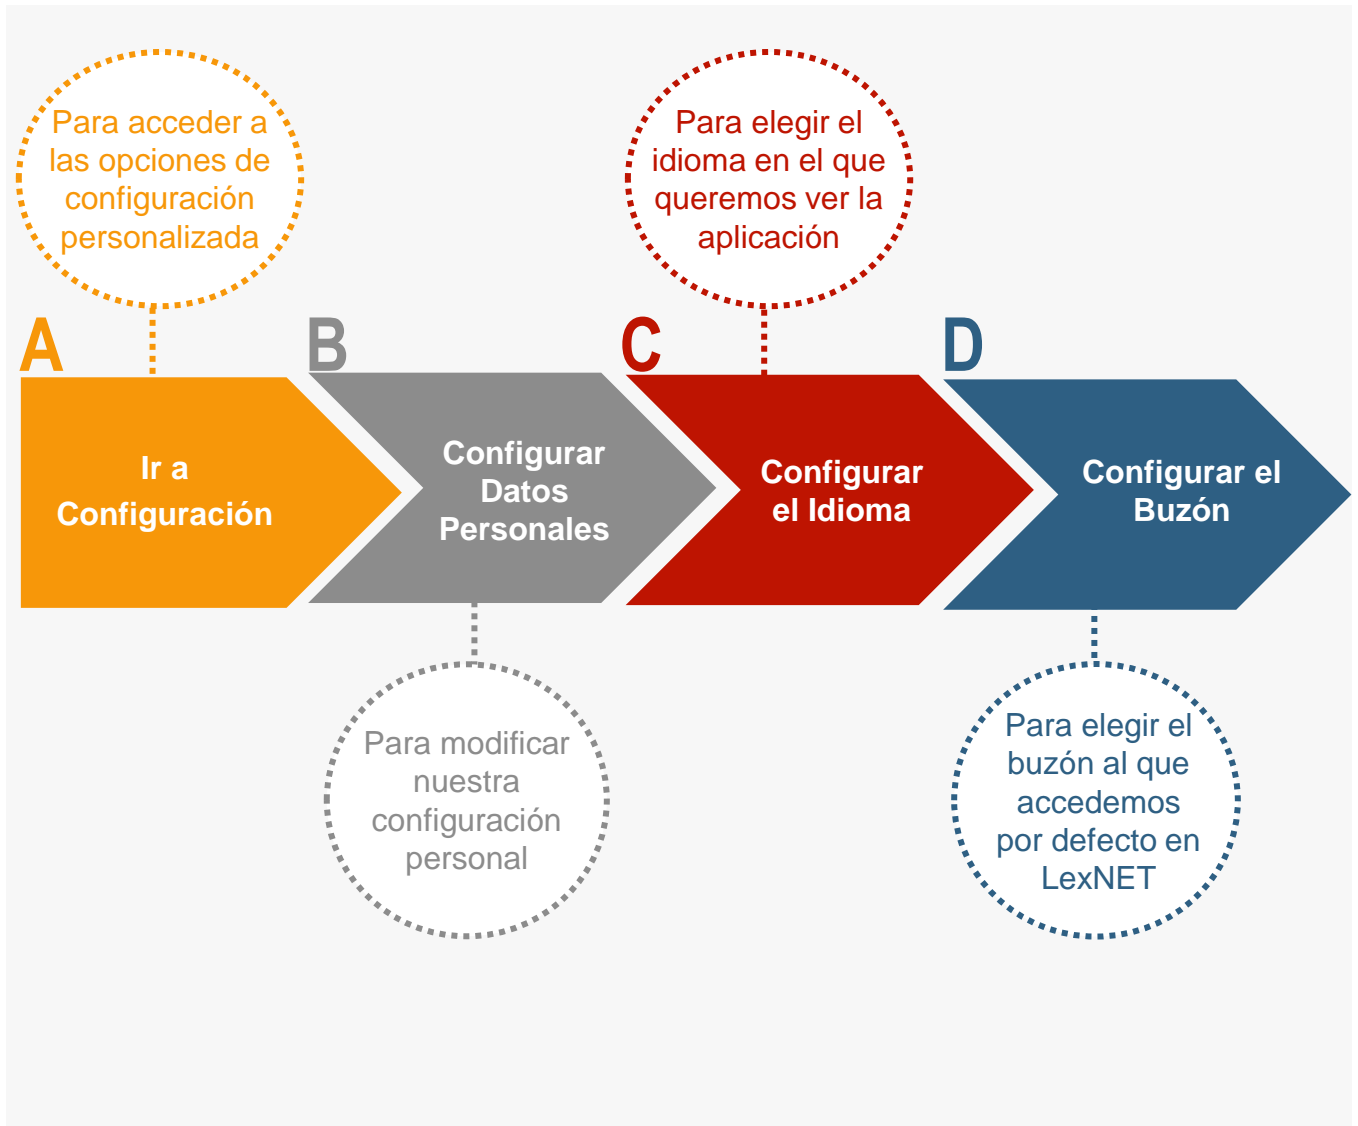 Para acceder a
las opciones de
configuración
personalizada
A
Ir a
Configuración
B
Configurar
Datos
Personales
Para modificar
nuestra
configuración
personal
Para elegir el
idioma en el que
queremos ver la
aplicación
C
Configurar
el Idioma
D
Configurar el
Buzón
Para elegir el
buzón al que
accedemos
por defecto en
LexNET